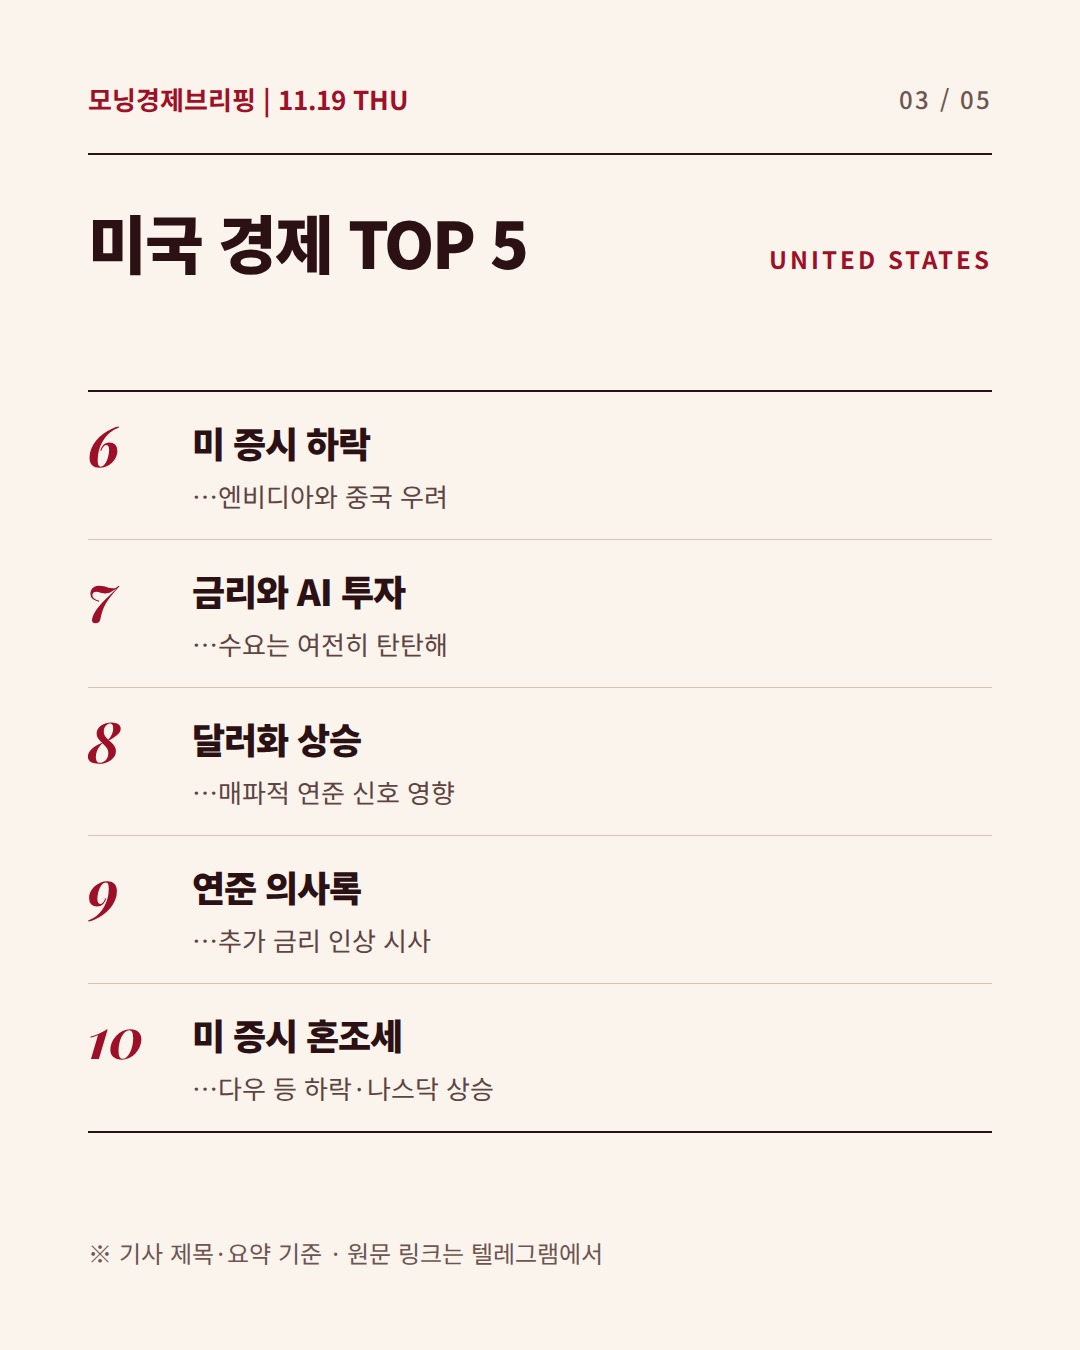 모닝경제브리핑 | 11.19 THU
03 / 05
미국 경제 TOP 5
UNITED STATES
6
미 증시 하락
…엔비디아와 중국 우려
7
금리와 AI 투자
…수요는 여전히 탄탄해
8
달러화 상승
…매파적 연준 신호 영향
9
연준 의사록
…추가 금리 인상 시사
10
미 증시 혼조세
…다우 등 하락·나스닥 상승
※ 기사 제목·요약 기준 · 원문 링크는 텔레그램에서